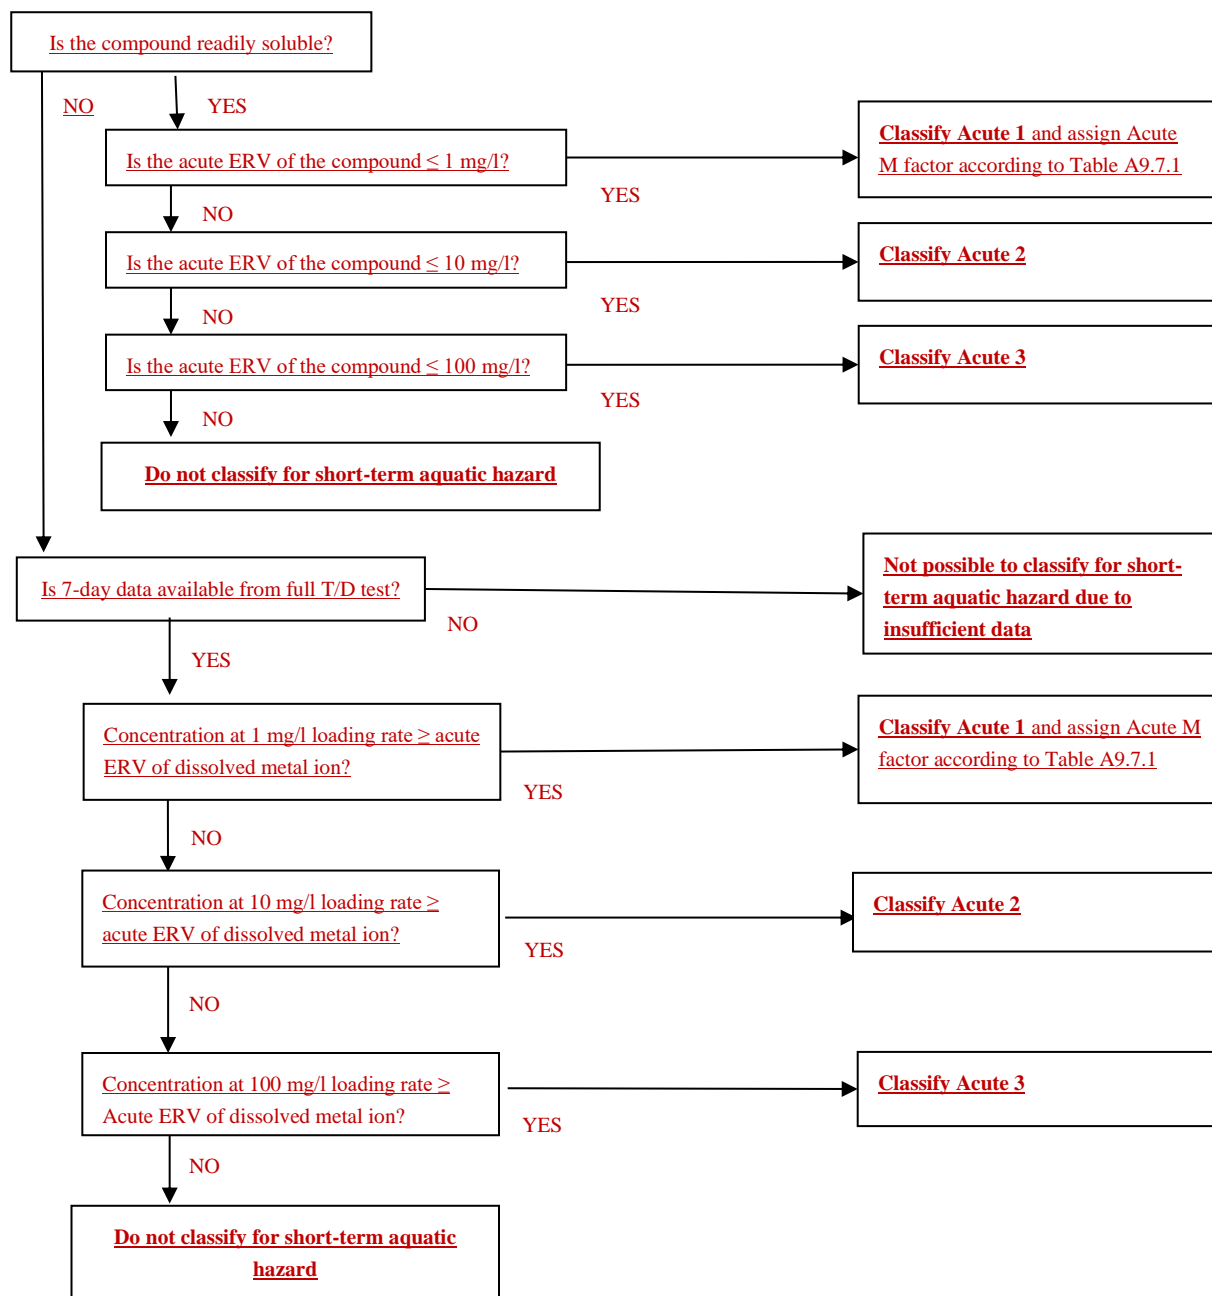 Is the compound readily soluble?
NO
YES
Is the acute ERV of the compound ≤ 1 mg/l?
YES
Classify Acute 1 and assign Acute
M factor according to Table A9.7.1
NO
Is the acute ERV of the compound ≤ 10 mg/l?
YES
Classify Acute 2
NO
Is the acute ERV of the compound ≤ 100 mg/l?
YES
Classify Acute 3
NO
Do not classify for short-term aquatic hazard
Is 7-day data available from full T/D test?
NO
Not possible to classify for short-
term aquatic hazard due to
insufficient data
YES
Concentration at 1 mg/l loading rate ≥ acute
ERV of dissolved metal ion?
YES
Classify Acute 1 and assign Acute M
factor according to Table A9.7.1
NO
Concentration at 10 mg/l loading rate ≥
acute ERV of dissolved metal ion?
YES
Classify Acute 2
NO
Concentration at 100 mg/l loading rate ≥
Acute ERV of dissolved metal ion?
YES
Classify Acute 3
NO
Do not classify for short-term aquatic
hazard